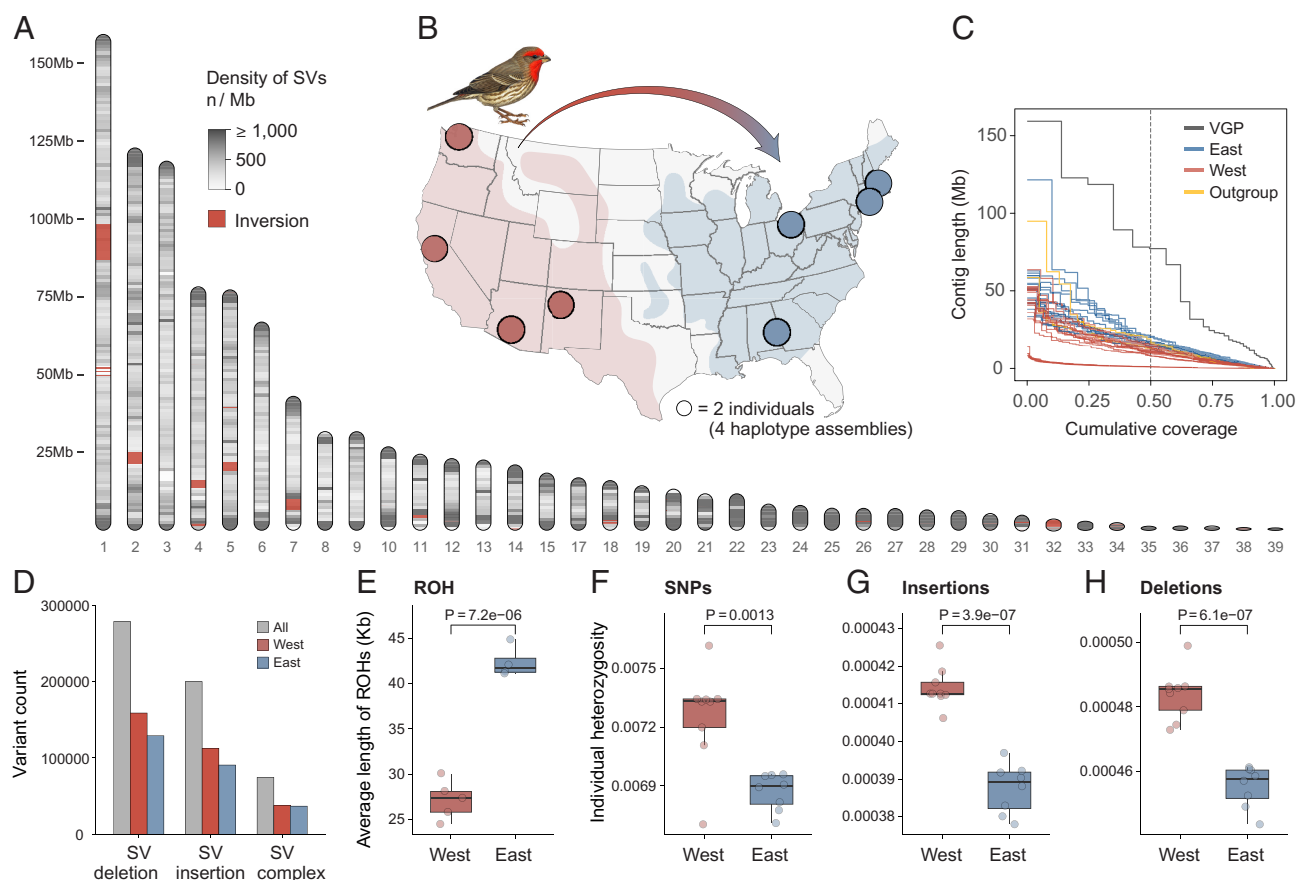 A
150Mb
125Mb
100Mb
75Mb
50Mb
25Mb
Density of SVs
n / Mb
≥ 1,000
500
0
Inversion
1 2 3 4 5 6 7 8 9 10 11 12 13 14 15 16 17 18 19 20 21 22 23 24 25 26 27 28 29 30 31 32 33 34 35 36 37 38 39
B
= 2 individuals
(4 haplotype assemblies)
C
Contig length (Mb)
150
100
50
0
VGP
East
West
Outgroup
0.00 0.25 0.50 0.75 1.00
Cumulative coverage
D
Variant count
300000
200000
100000
0
All
West
East
SV deletion
SV insertion
SV complex
E ROH
P = 7.2e−06
Average length of ROHs (Kb)
45
40
35
30
25
West East
F SNPs
P = 0.0013
Individual heterozygosity
0.0075
0.0072
0.0069
West East
G Insertions
P = 3.9e−07
0.00043
0.00042
0.00041
0.00040
0.00039
0.00038
West East
H Deletions
P = 6.1e−07
0.00050
0.00048
0.00046
West East